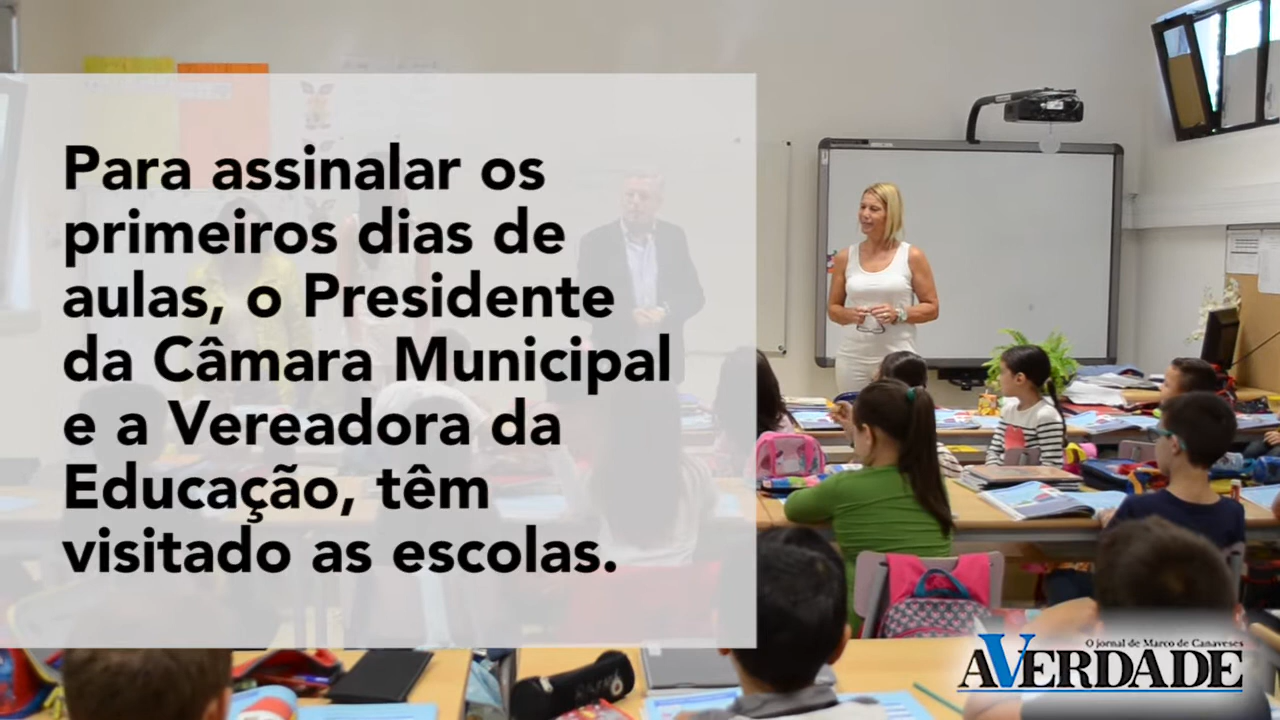 Para assinalar os
primeiros dias de
aulas, o Presidente
da Câmara Municipal
e a Vereadora da
Educação, têm
visitado as escolas.
O jornal de Marco de Canaveses
AVERDADE